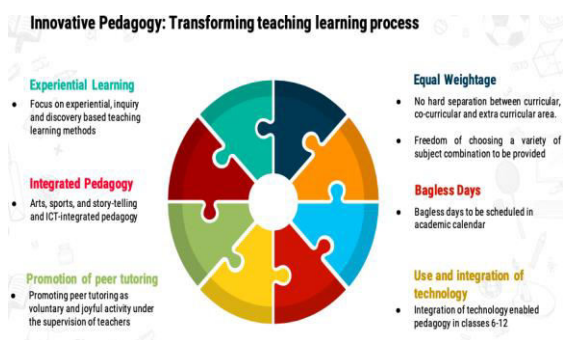 Innovative Pedagogy: Transforming teaching learning process
Experiential Learning
• Focus on experiential, inquiry
and discovery based teaching
learning methods
Integrated Pedagogy
• Arts, sports, and story-telling
and ICT-integrated pedagogy
Promotion of peer tutoring
• Promoting peer tutoring as
voluntary and joyful activity under
the supervision of teachers
Equal Weightage
• No hard separation between curricular,
co-curricular and extra curricular area.
• Freedom of choosing a variety of
subject combination to be provided
Bagless Days
• Bagless days to be scheduled in
academic calendar
Use and integration of
technology
• Integration of technology enabled
pedagogy in classes 6-12